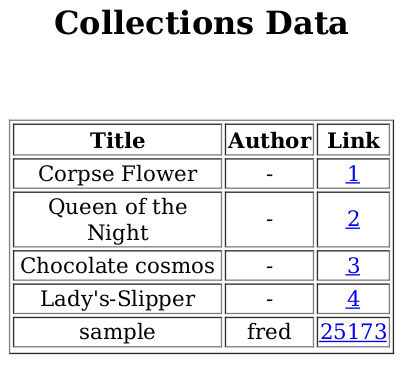 Collections Data
Title Author Link
Corpse Flower - 1
Queen of the
Night - 2
Chocolate cosmos - 3
Lady's-Slipper - 4
sample fred 25173